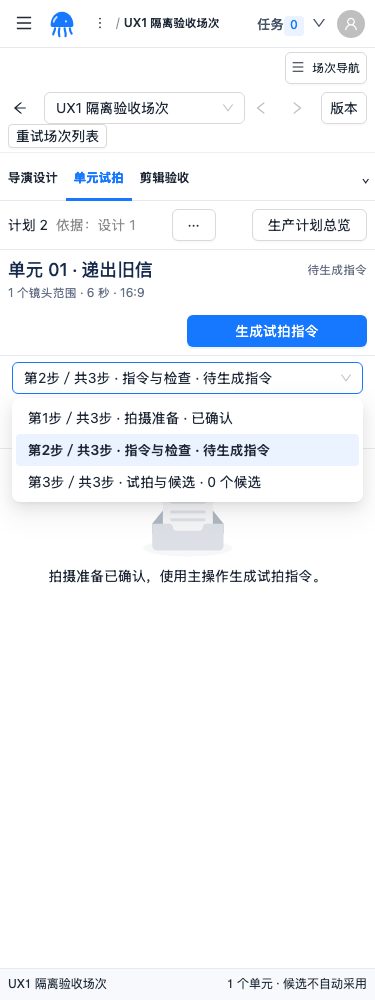 / UX1 隔离验收场次 任务 0
场次导航
UX1 隔离验收场次 版本
重试场次列表
导演设计 单元试拍 剪辑验收
计划 2 依据：设计 1 ··· 生产计划总览
单元 01 · 递出旧信 待生成指令
1 个镜头范围 · 6 秒 · 16:9
生成试拍指令
第2步 / 共3步 · 指令与检查 · 待生成指令
第1步 / 共3步 · 拍摄准备 · 已确认
第2步 / 共3步 · 指令与检查 · 待生成指令
第3步 / 共3步 · 试拍与候选 · 0 个候选
拍摄准备已确认，使用主操作生成试拍指令。
UX1 隔离验收场次 1 个单元 · 候选不自动采用